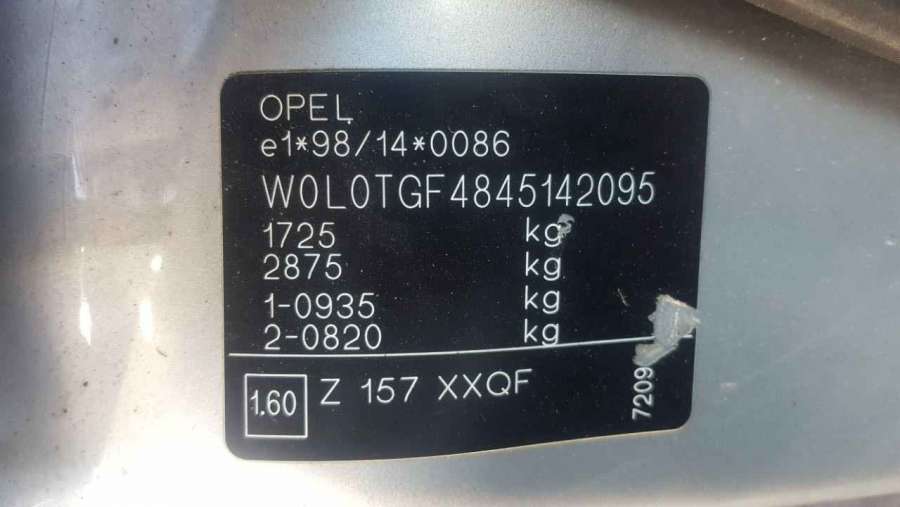 OPEL
e1*98/14*0086
W0L0TGF4845142095
1725 kg
2875 kg
1-0935 kg
2-0820 kg
1.60 Z 157 XXQF
7209